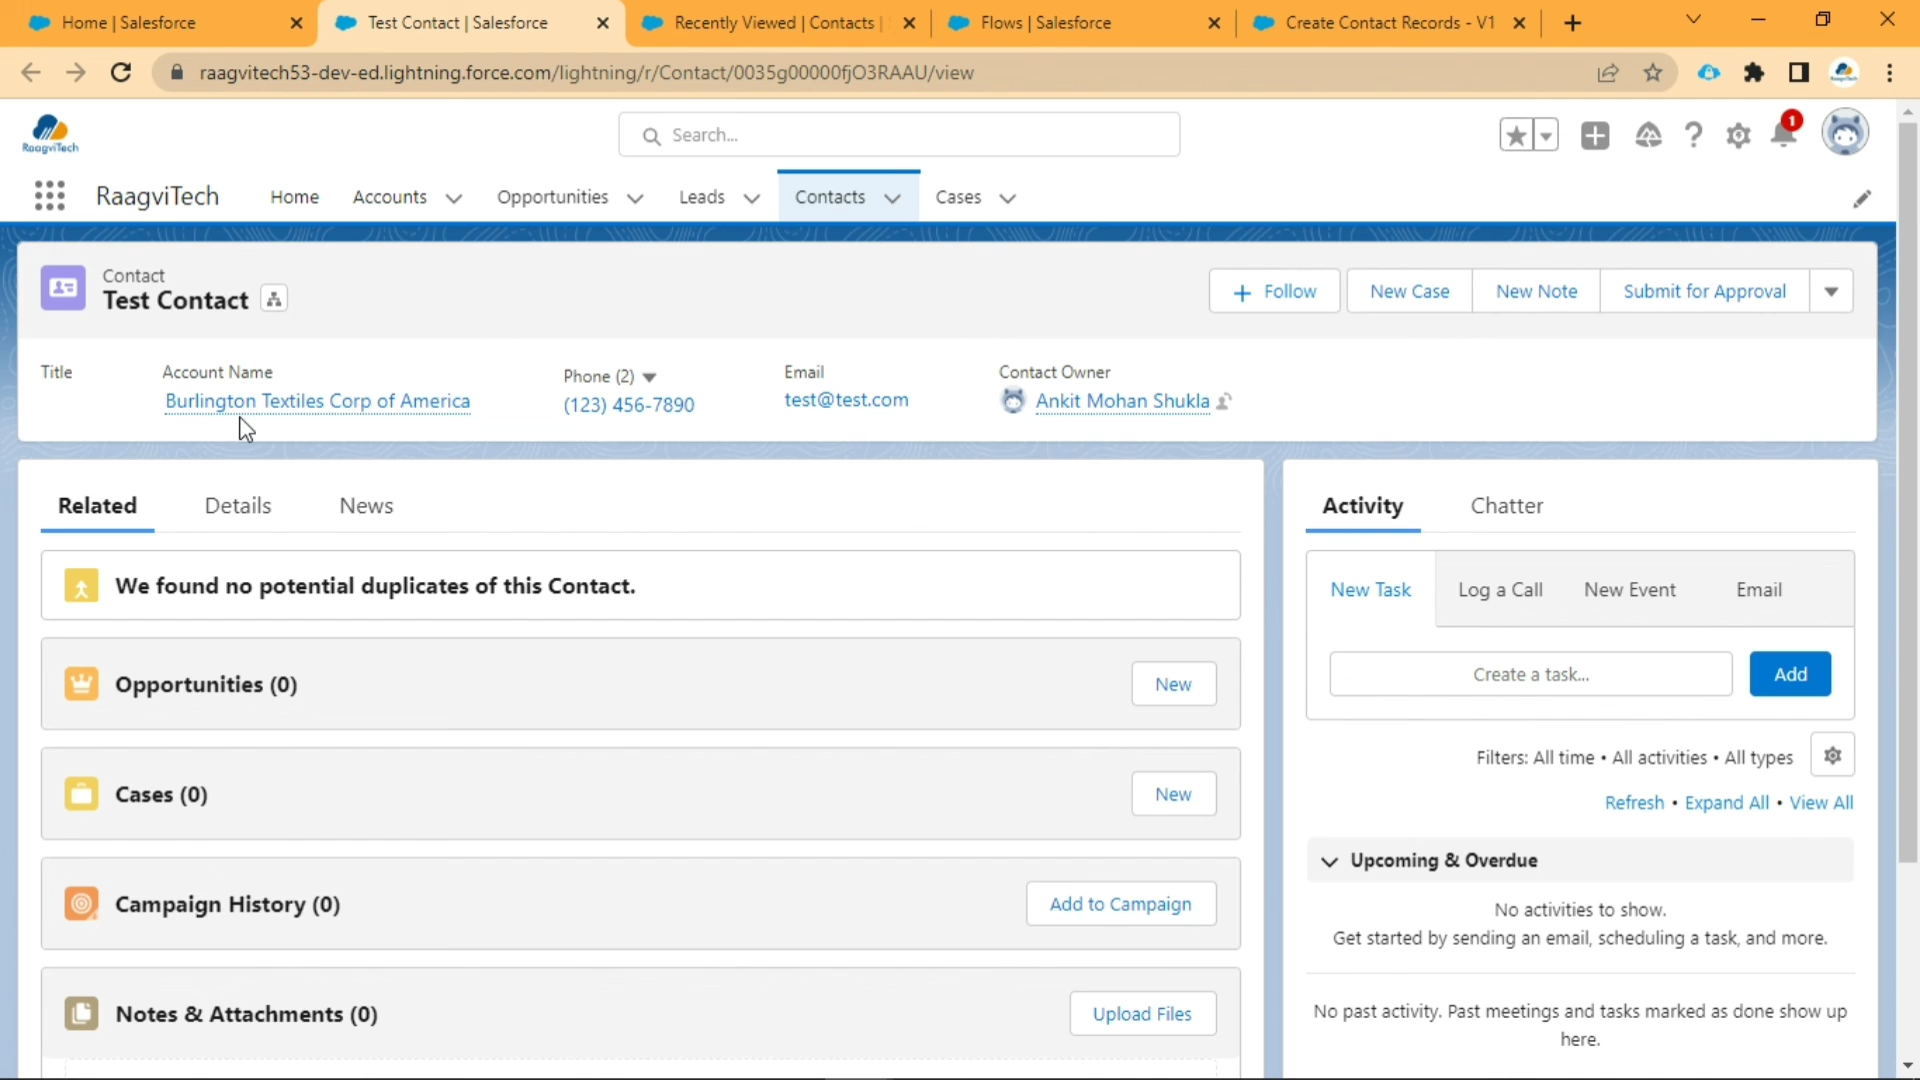 Home | Salesforce
Test Contact | Salesforce
Recently Viewed | Contacts |
Flows | Salesforce
Create Contact Records - V1
raagvitech53-dev-ed.lightning.force.com/lightning/r/Contact/0035g00000fjO3RAAU/view
RaagviTech
Search...
1
RaagviTech
Home
Accounts
Opportunities
Leads
Contacts
Cases
Contact
Test Contact
Follow
New Case
New Note
Submit for Approval
Title
Account Name
Phone (2)
Email
Contact Owner
Burlington Textiles Corp of America
(123) 456-7890
test@test.com
Ankit Mohan Shukla
Related
Details
News
We found no potential duplicates of this Contact.
Opportunities (0)
New
Cases (0)
New
Campaign History (0)
Add to Campaign
Notes & Attachments (0)
Upload Files
Activity
Chatter
New Task
Log a Call
New Event
Email
Create a task...
Add
Filters: All time • All activities • All types
Refresh • Expand All • View All
Upcoming & Overdue
No activities to show.
Get started by sending an email, scheduling a task, and more.
No past activity. Past meetings and tasks marked as done show up
here.